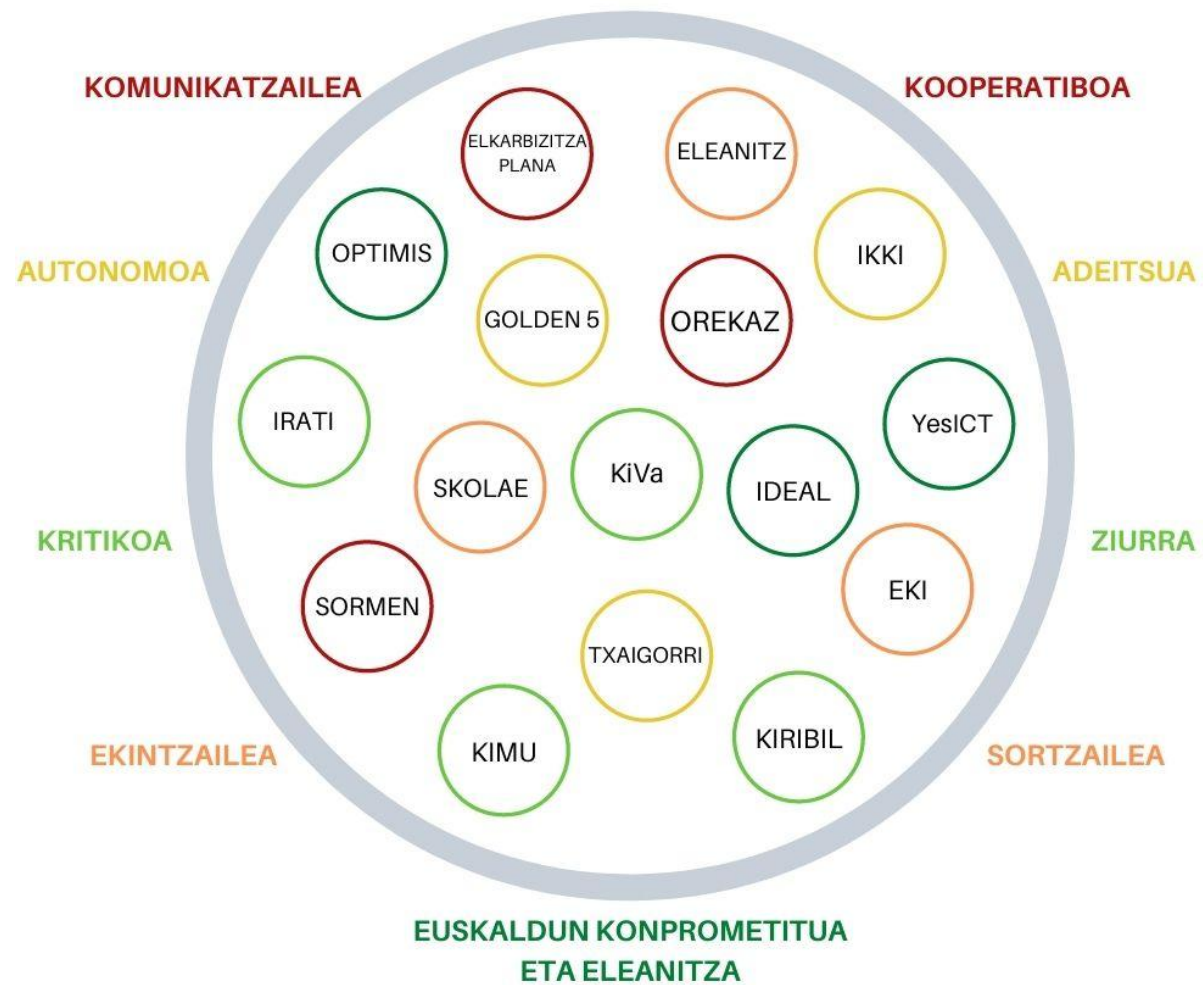 KOMUNIKATZAILEA
KOOPERATIBOA
ELKARBIZITZA
PLANA
ELEANITZ
OPTIMIS
IKKI
AUTONOMOA
ADEITSUA
GOLDEN 5
OREKAZ
IRATI
YesICT
SKOLAE
KiVa
IDEAL
KRITIKOA
ZIURRA
SORMEN
EKI
TXAIGORRI
KIMU
KIRIBIL
EKINTZAILEA
SORTZAILEA
EUSKALDUN KONPROMETITUA
ETA ELEANITZA